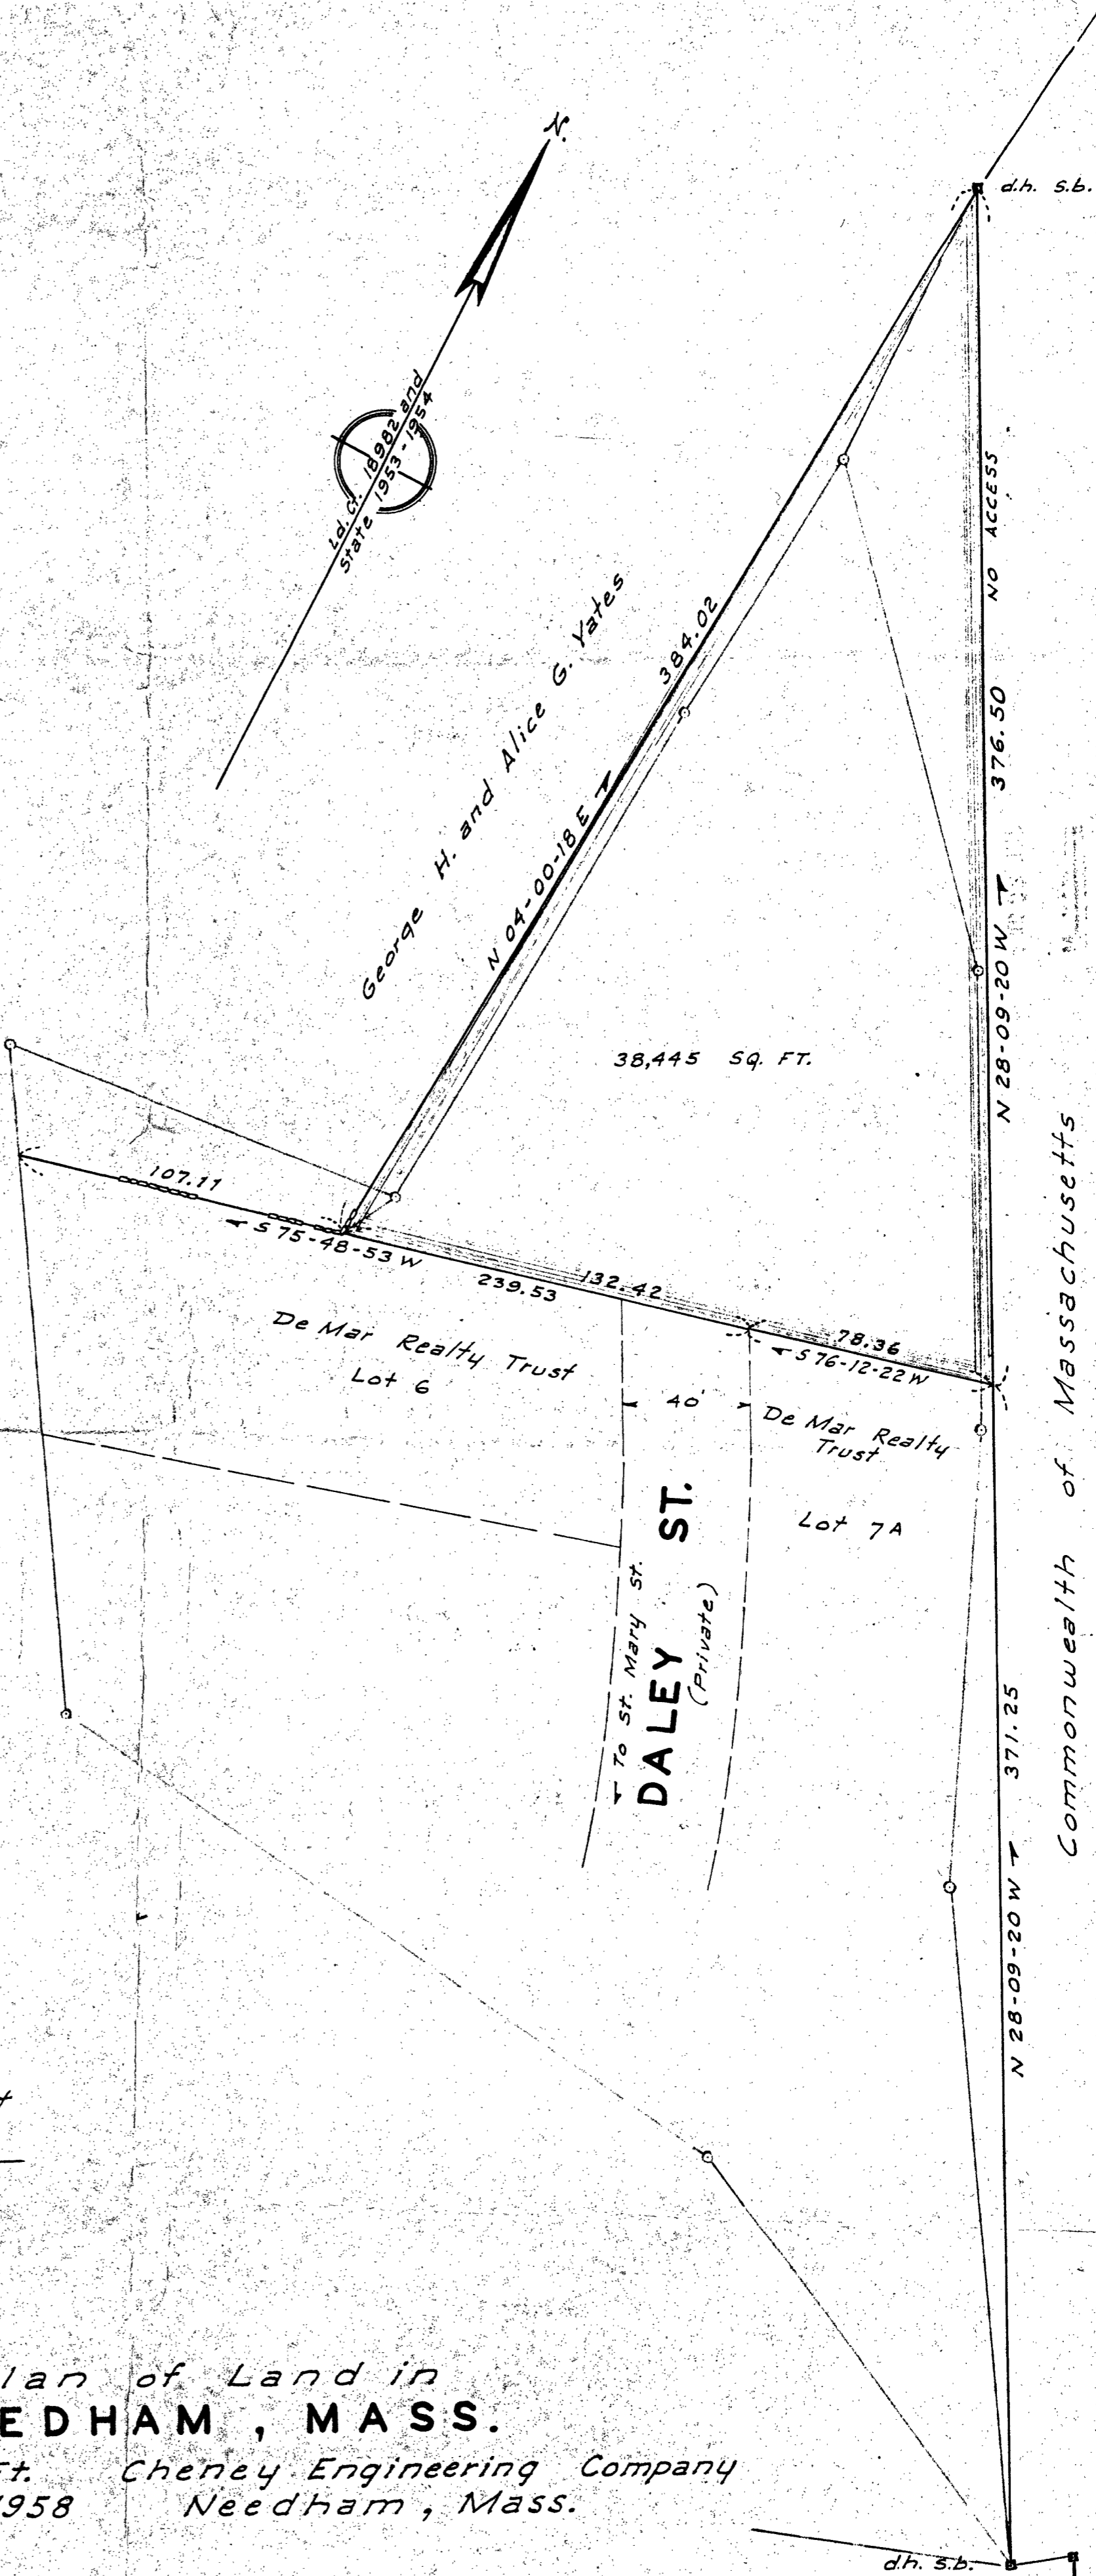 N.
d.h. s.b.
Ld. Ct. 18982 and
State 1953-1954
George H. and Alice G. Yates
384.02
N 04-00-18 E
NO ACCESS
376.50
N 28-09-20 W
38,445 SQ. FT.
107.11
S 75-48-53 W
239.53
132.42
78.36
S 76-12-22 W
De Mar Realty Trust
Lot 6
40'
De Mar Realty
Trust
Lot 7A
To St. Mary St.
DALEY ST.
(Private)
Commonwealth of Massachusetts
371.25
N 28-09-20 W
lan of Land in
EDHAM, MASS.
Ft. Cheney Engineering Company
1958 Needham, Mass.
d.h. s.b.